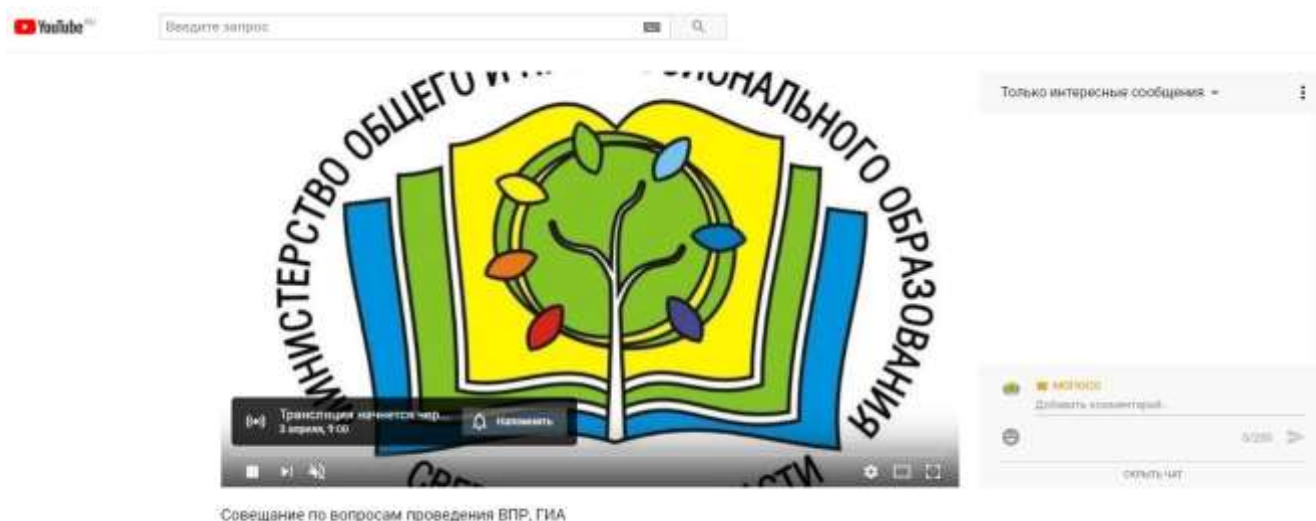 YouTube RU
Введите запрос
МИНИСТЕРСТВО ОБЩЕГО И ОБРАЗОВАНИЯ
Только интересные сообщения
Трансляция начнется чер...
3 апреля, 9:00
Напомнить
Добавить комментарий...
0/200
СКРЫТЬ ЧАТ
Совещание по вопросам проведения ВПР, ГИА